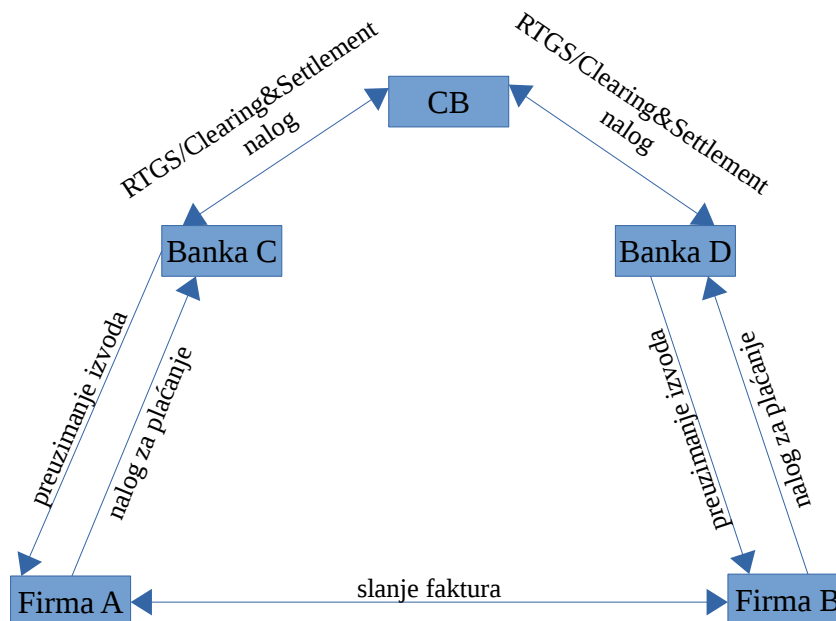 RTGS/Clearing&Settlement
nalog
RTGS/Clearing&Settlement
nalog
CB
Banka C
Banka D
preuzimanje izvoda
nalog za plaćanje
preuzimanje izvoda
nalog za plaćanje
slanje faktura
Firma A
Firma B